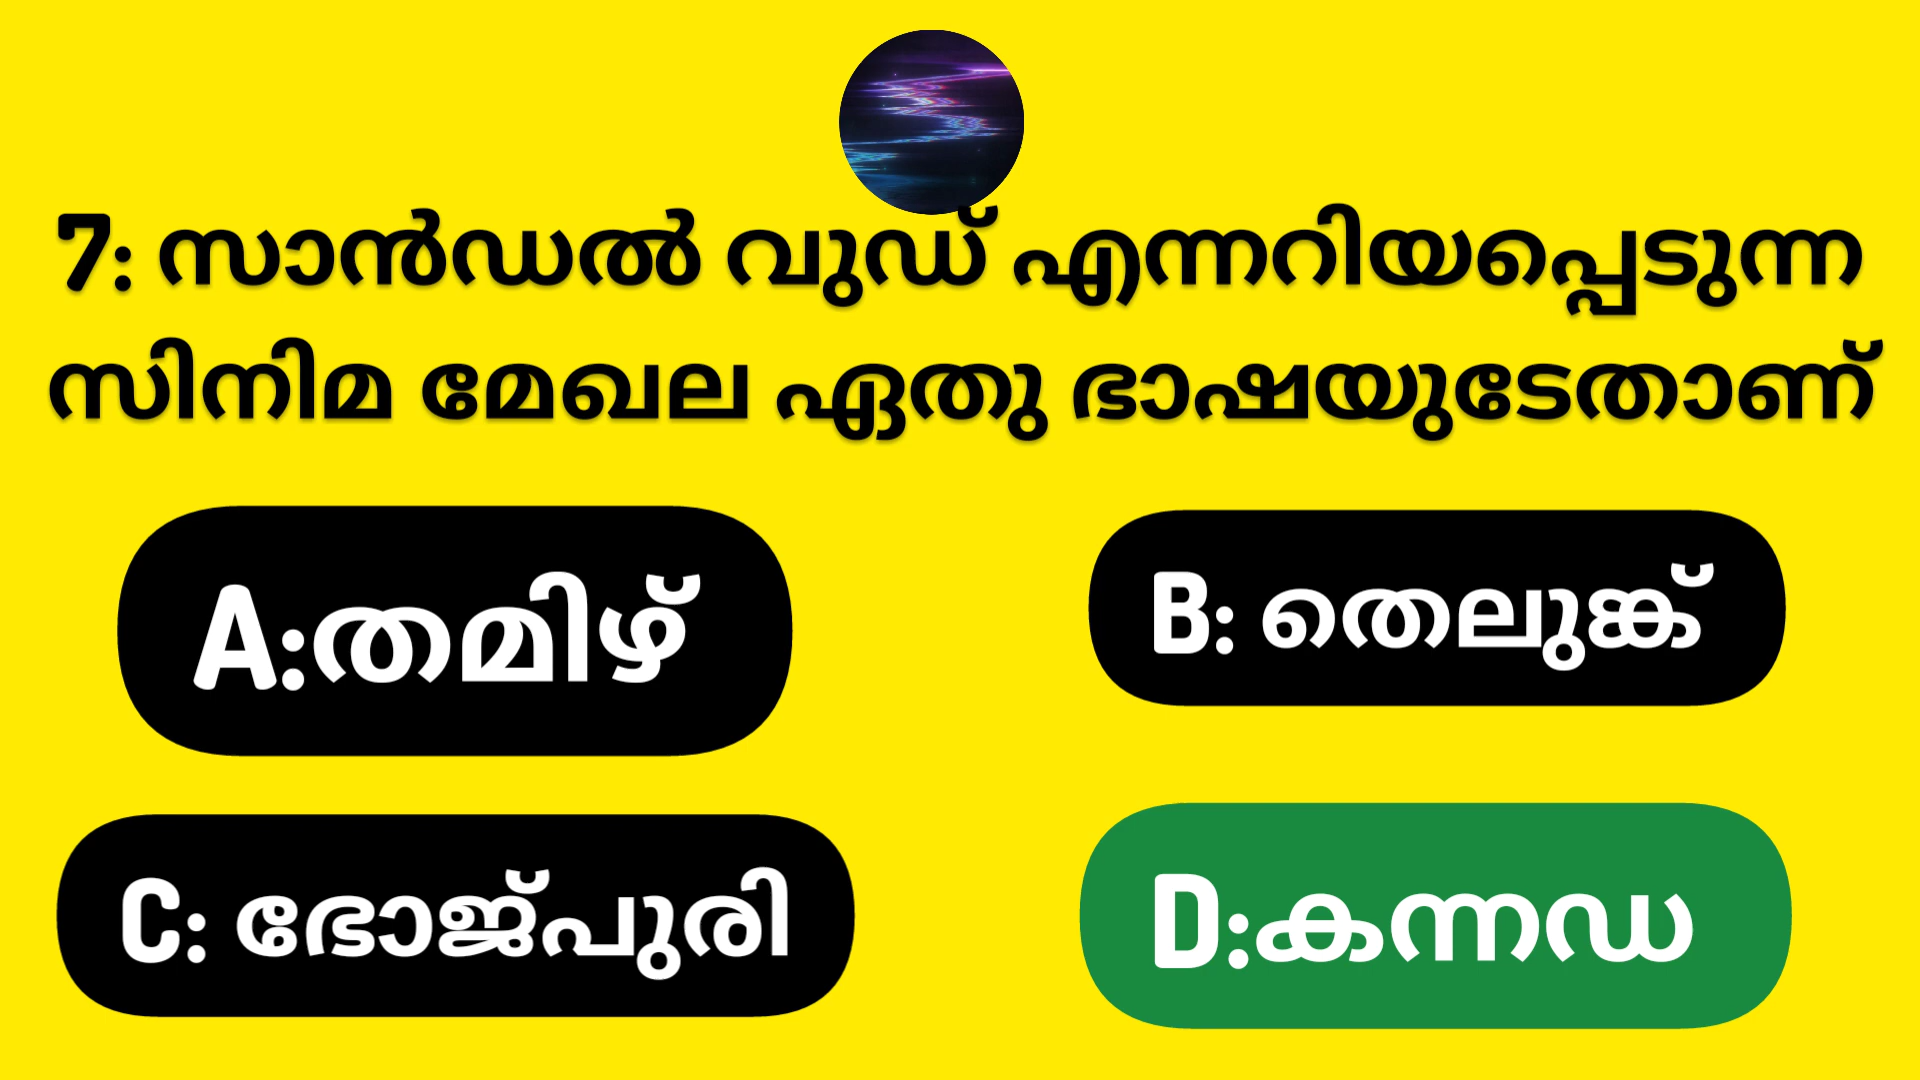 7: സാൻഡൽ വുഡ് എന്നറിയപ്പെടുന്ന
സിനിമ മേഖല ഏതു ഭാഷയുടേതാണ്
A:തമിഴ്
B: തെലുങ്ക്
C: ഭോജ്പുരി
D:കന്നഡ